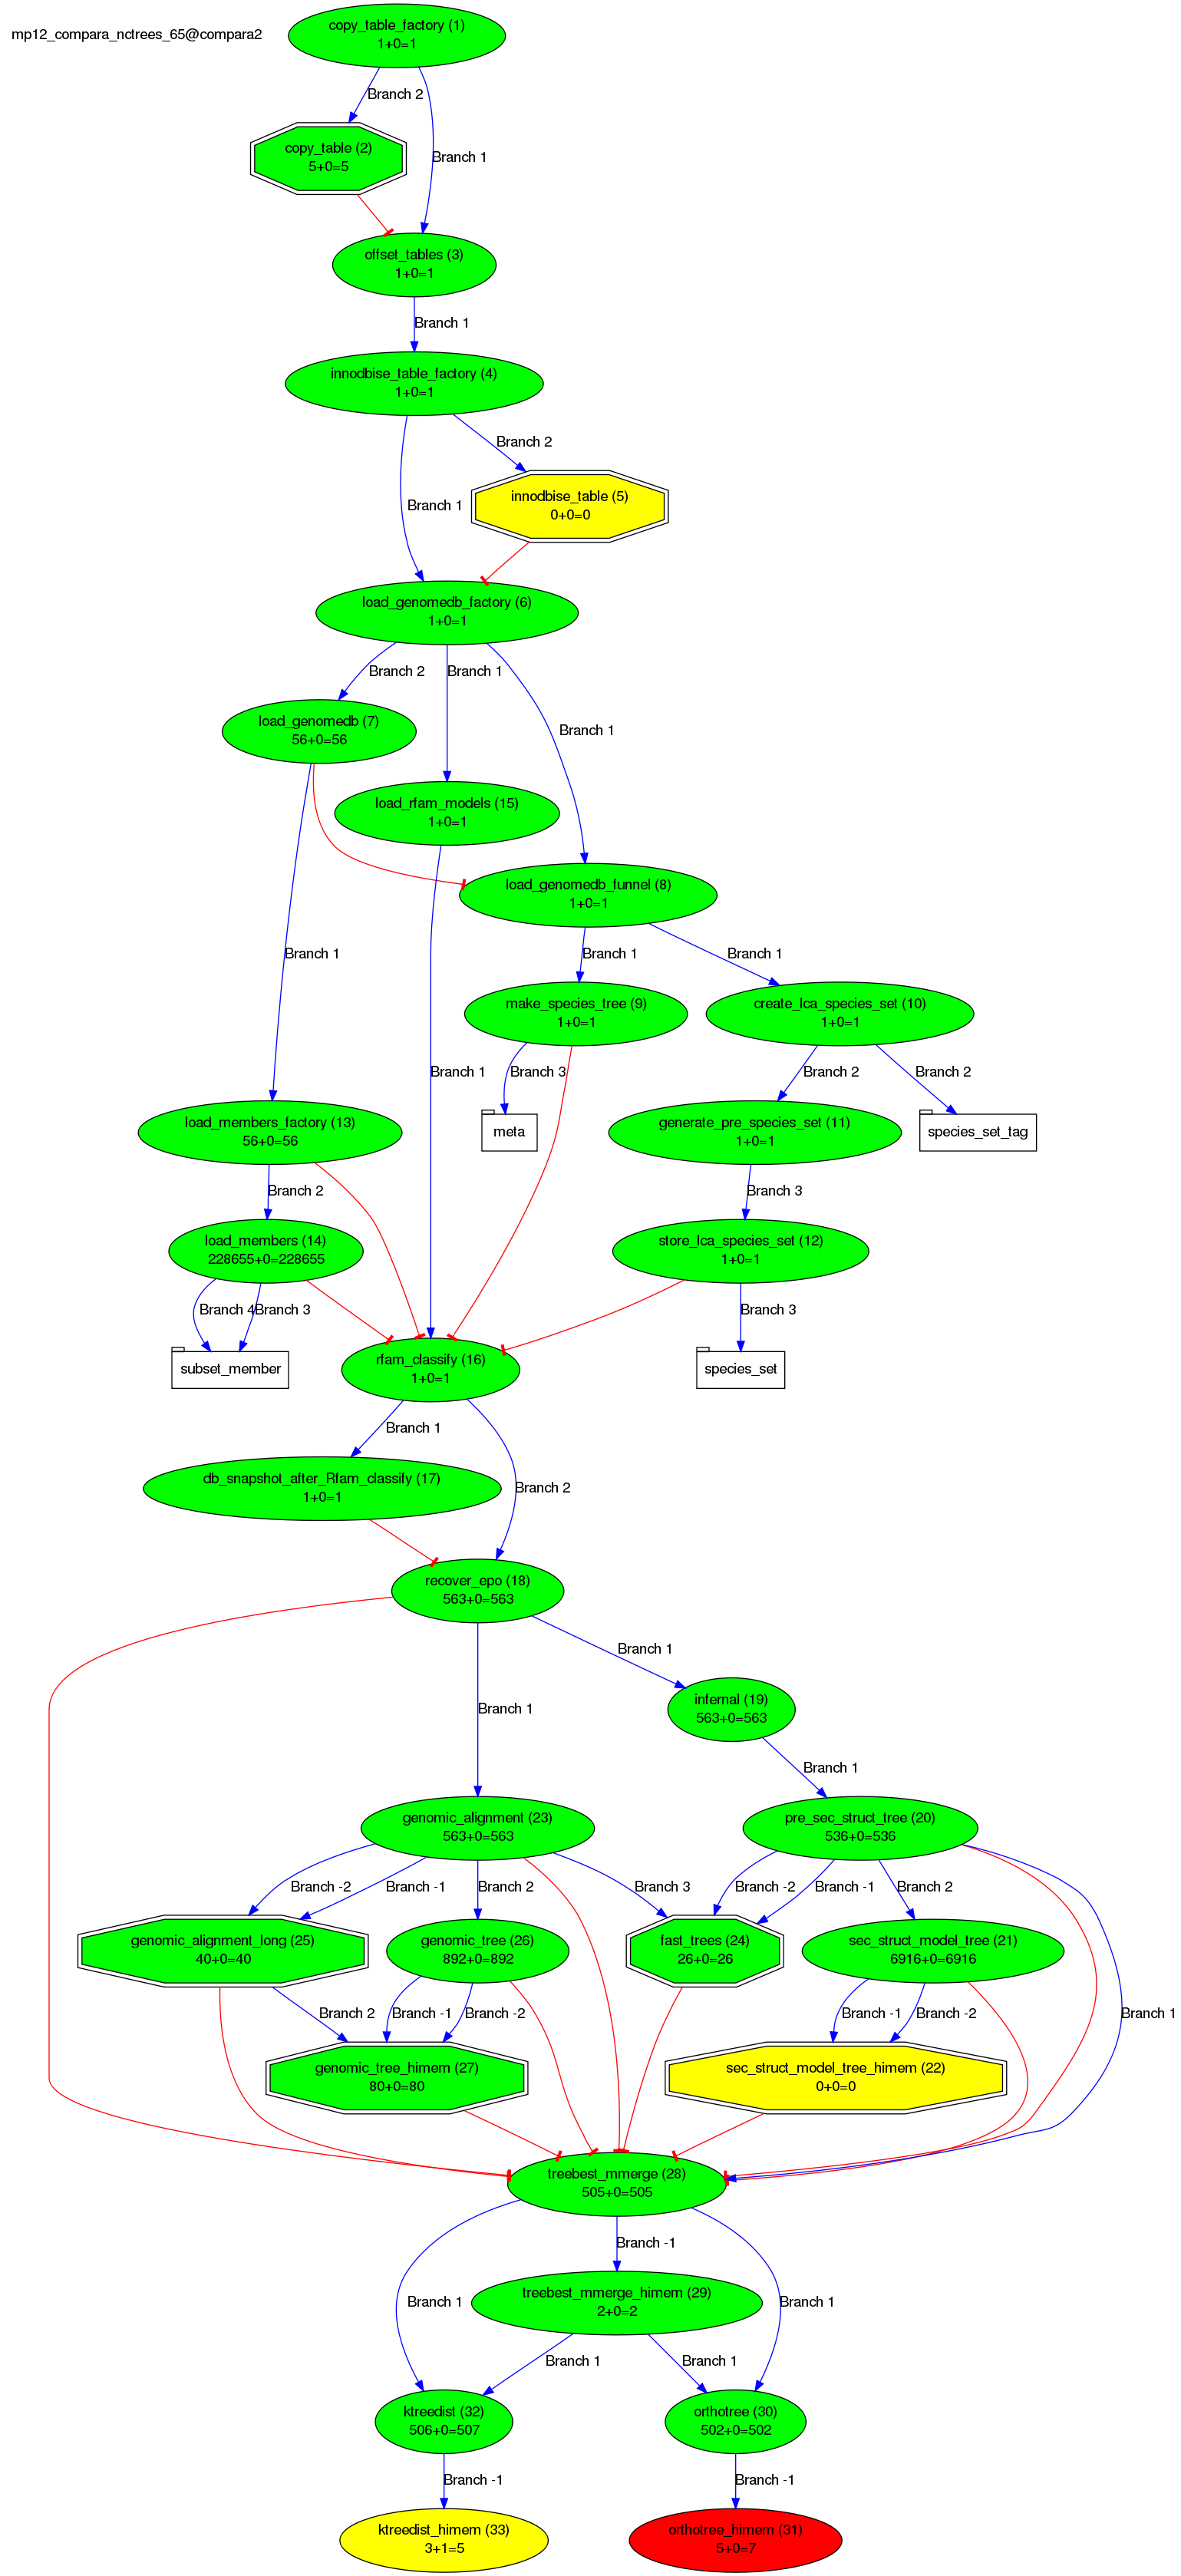 mp12_compara_nctrees_65@compara2
copy_table_factory (1)
1+0=1
Branch 2
copy_table (2)
5+0=5
Branch 1
offset_tables (3)
1+0=1
Branch 1
innodbise_table_factory (4)
1+0=1
Branch 2
innodbise_table (5)
0+0=0
Branch 1
load_genomedb_factory (6)
1+0=1
Branch 2
Branch 1
Branch 1
load_genomedb (7)
56+0=56
load_rfam_models (15)
1+0=1
load_genomedb_funnel (8)
1+0=1
Branch 1
Branch 1
Branch 1
make_species_tree (9)
1+0=1
create_lca_species_set (10)
1+0=1
Branch 1
Branch 3
Branch 2
Branch 2
load_members_factory (13)
56+0=56
meta
generate_pre_species_set (11)
1+0=1
species_set_tag
Branch 2
Branch 3
load_members (14)
228655+0=228655
store_lca_species_set (12)
1+0=1
Branch 4
Branch 3
Branch 3
subset_member
rfam_classify (16)
1+0=1
species_set
Branch 1
Branch 2
db_snapshot_after_Rfam_classify (17)
1+0=1
recover_epo (18)
563+0=563
Branch 1
Branch 1
infernal (19)
563+0=563
Branch 1
genomic_alignment (23)
563+0=563
pre_sec_struct_tree (20)
536+0=536
Branch -2
Branch -1
Branch 2
Branch 3
Branch -2
Branch -1
Branch 2
genomic_alignment_long (25)
40+0=40
genomic_tree (26)
892+0=892
fast_trees (24)
26+0=26
sec_struct_model_tree (21)
6916+0=6916
Branch 2
Branch -1
Branch -2
Branch -1
Branch -2
Branch 1
genomic_tree_himem (27)
80+0=80
sec_struct_model_tree_himem (22)
0+0=0
treebest_mmerge (28)
505+0=505
Branch -1
Branch 1
treebest_mmerge_himem (29)
2+0=2
Branch 1
Branch 1
Branch 1
ktreedist (32)
506+0=507
orthotree (30)
502+0=502
Branch -1
Branch -1
ktreedist_himem (33)
3+1=5
orthotree_himem (31)
5+0=7